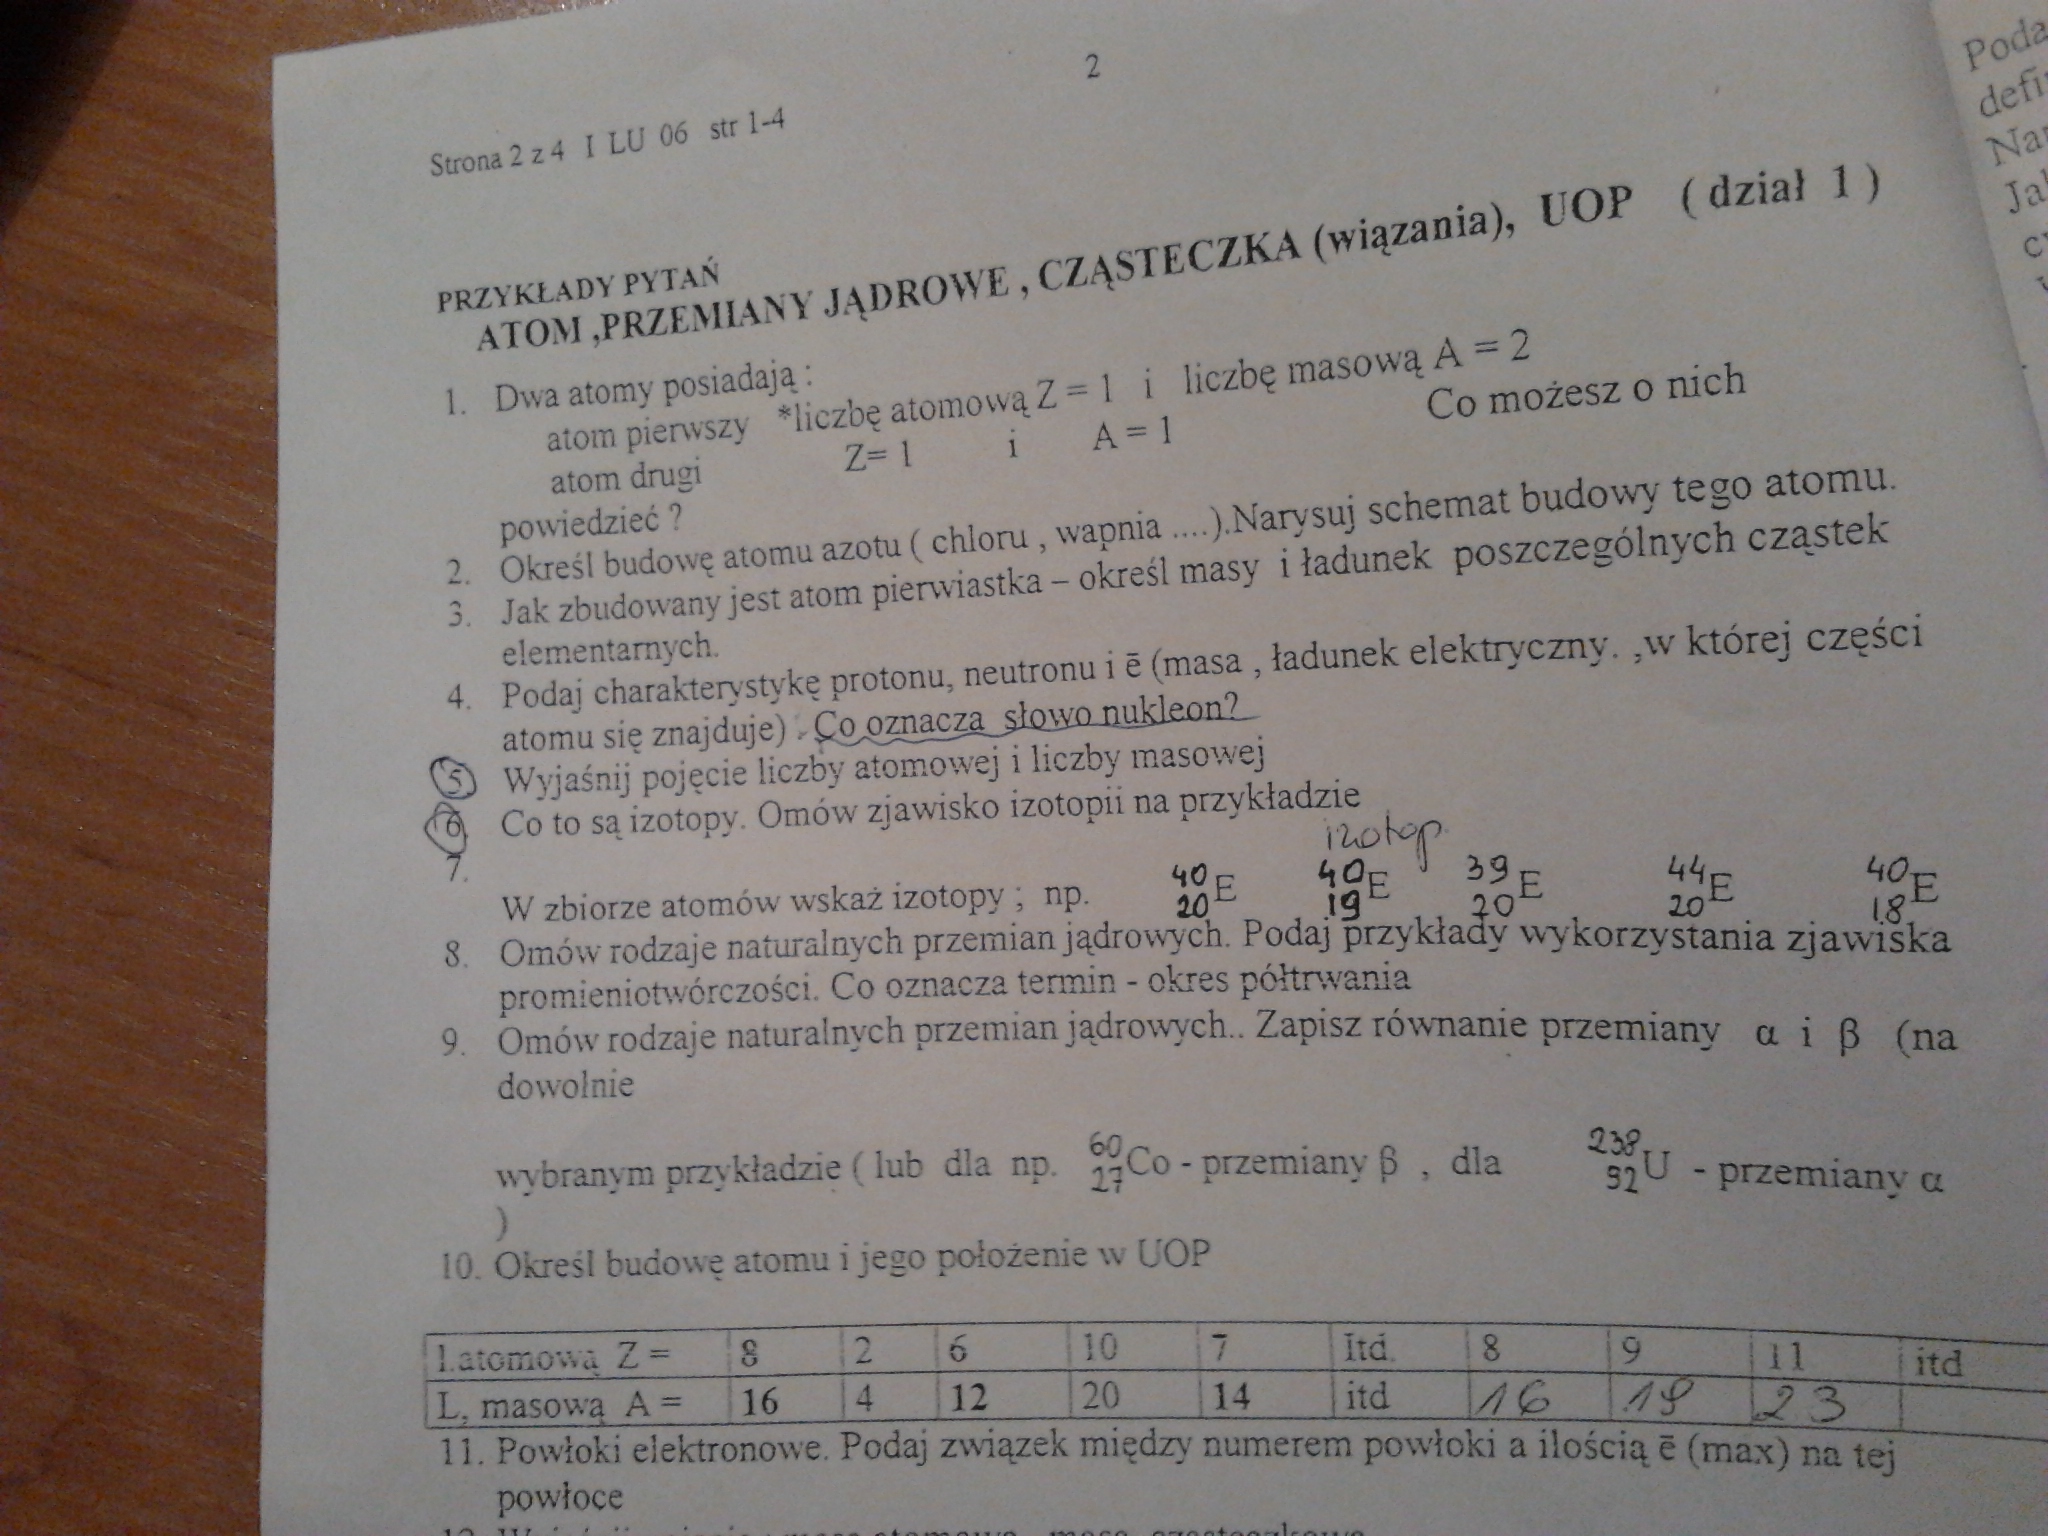 2
Strona 2 z 4 I LU 06 str 1-4
PRZYKŁADY PYTAŃ
ATOM ,PRZEMIANY JĄDROWE , CZĄSTECZKA (wiązania), UOP ( dział 1 )
1. Dwa atomy posiadają :
atom pierwszy *liczbę atomową Z = 1 i liczbę masową A = 2
atom drugi Z= 1 i A = 1 Co możesz o nich
powiedzieć ?
2. Określ budowę atomu azotu ( chloru , wapnia ....).Narysuj schemat budowy tego atomu.
3. Jak zbudowany jest atom pierwiastka – określ masy i ładunek poszczególnych cząstek
elementarnych.
4. Podaj charakterystykę protonu, neutronu i ē (masa , ładunek elektryczny. ,w której części
atomu się znajduje) . Co oznacza słowo nukleon?
5 Wyjaśnij pojęcie liczby atomowej i liczby masowej
6 Co to są izotopy. Omów zjawisko izotopii na przykładzie
izotop.
7.
W zbiorze atomów wskaż izotopy ; np. 40 20 E 40 19 E 39 20 E 44 20 E 40 18 E
8. Omów rodzaje naturalnych przemian jądrowych. Podaj przykłady wykorzystania zjawiska
promieniotwórczości. Co oznacza termin - okres półtrwania
9. Omów rodzaje naturalnych przemian jądrowych.. Zapisz równanie przemiany α i β (na
dowolnie
wybranym przykładzie ( lub dla np. 60 27 Co - przemiany β , dla 238 92 U - przemiany α
)
10. Określ budowę atomu i jego położenie w UOP
l.atomowa Z = 8 2 6 10 7 Itd. 8 9 11 itd
L, masowa A = 16 4 12 20 14 itd 16 19 23
11. Powłoki elektronowe. Podaj związek między numerem powłoki a ilością ē (max) na tej
powłoce
Poda